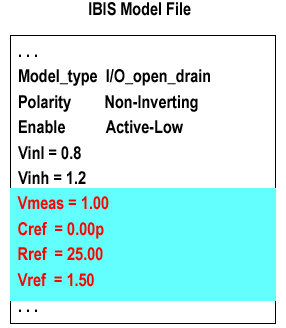 IBIS Model File
. . .
Model_type I/O_open_drain
Polarity Non-Inverting
Enable Active-Low
Vinl = 0.8
Vinh = 1.2
Vmeas = 1.00
Cref = 0.00p
Rref = 25.00
Vref = 1.50
. . .